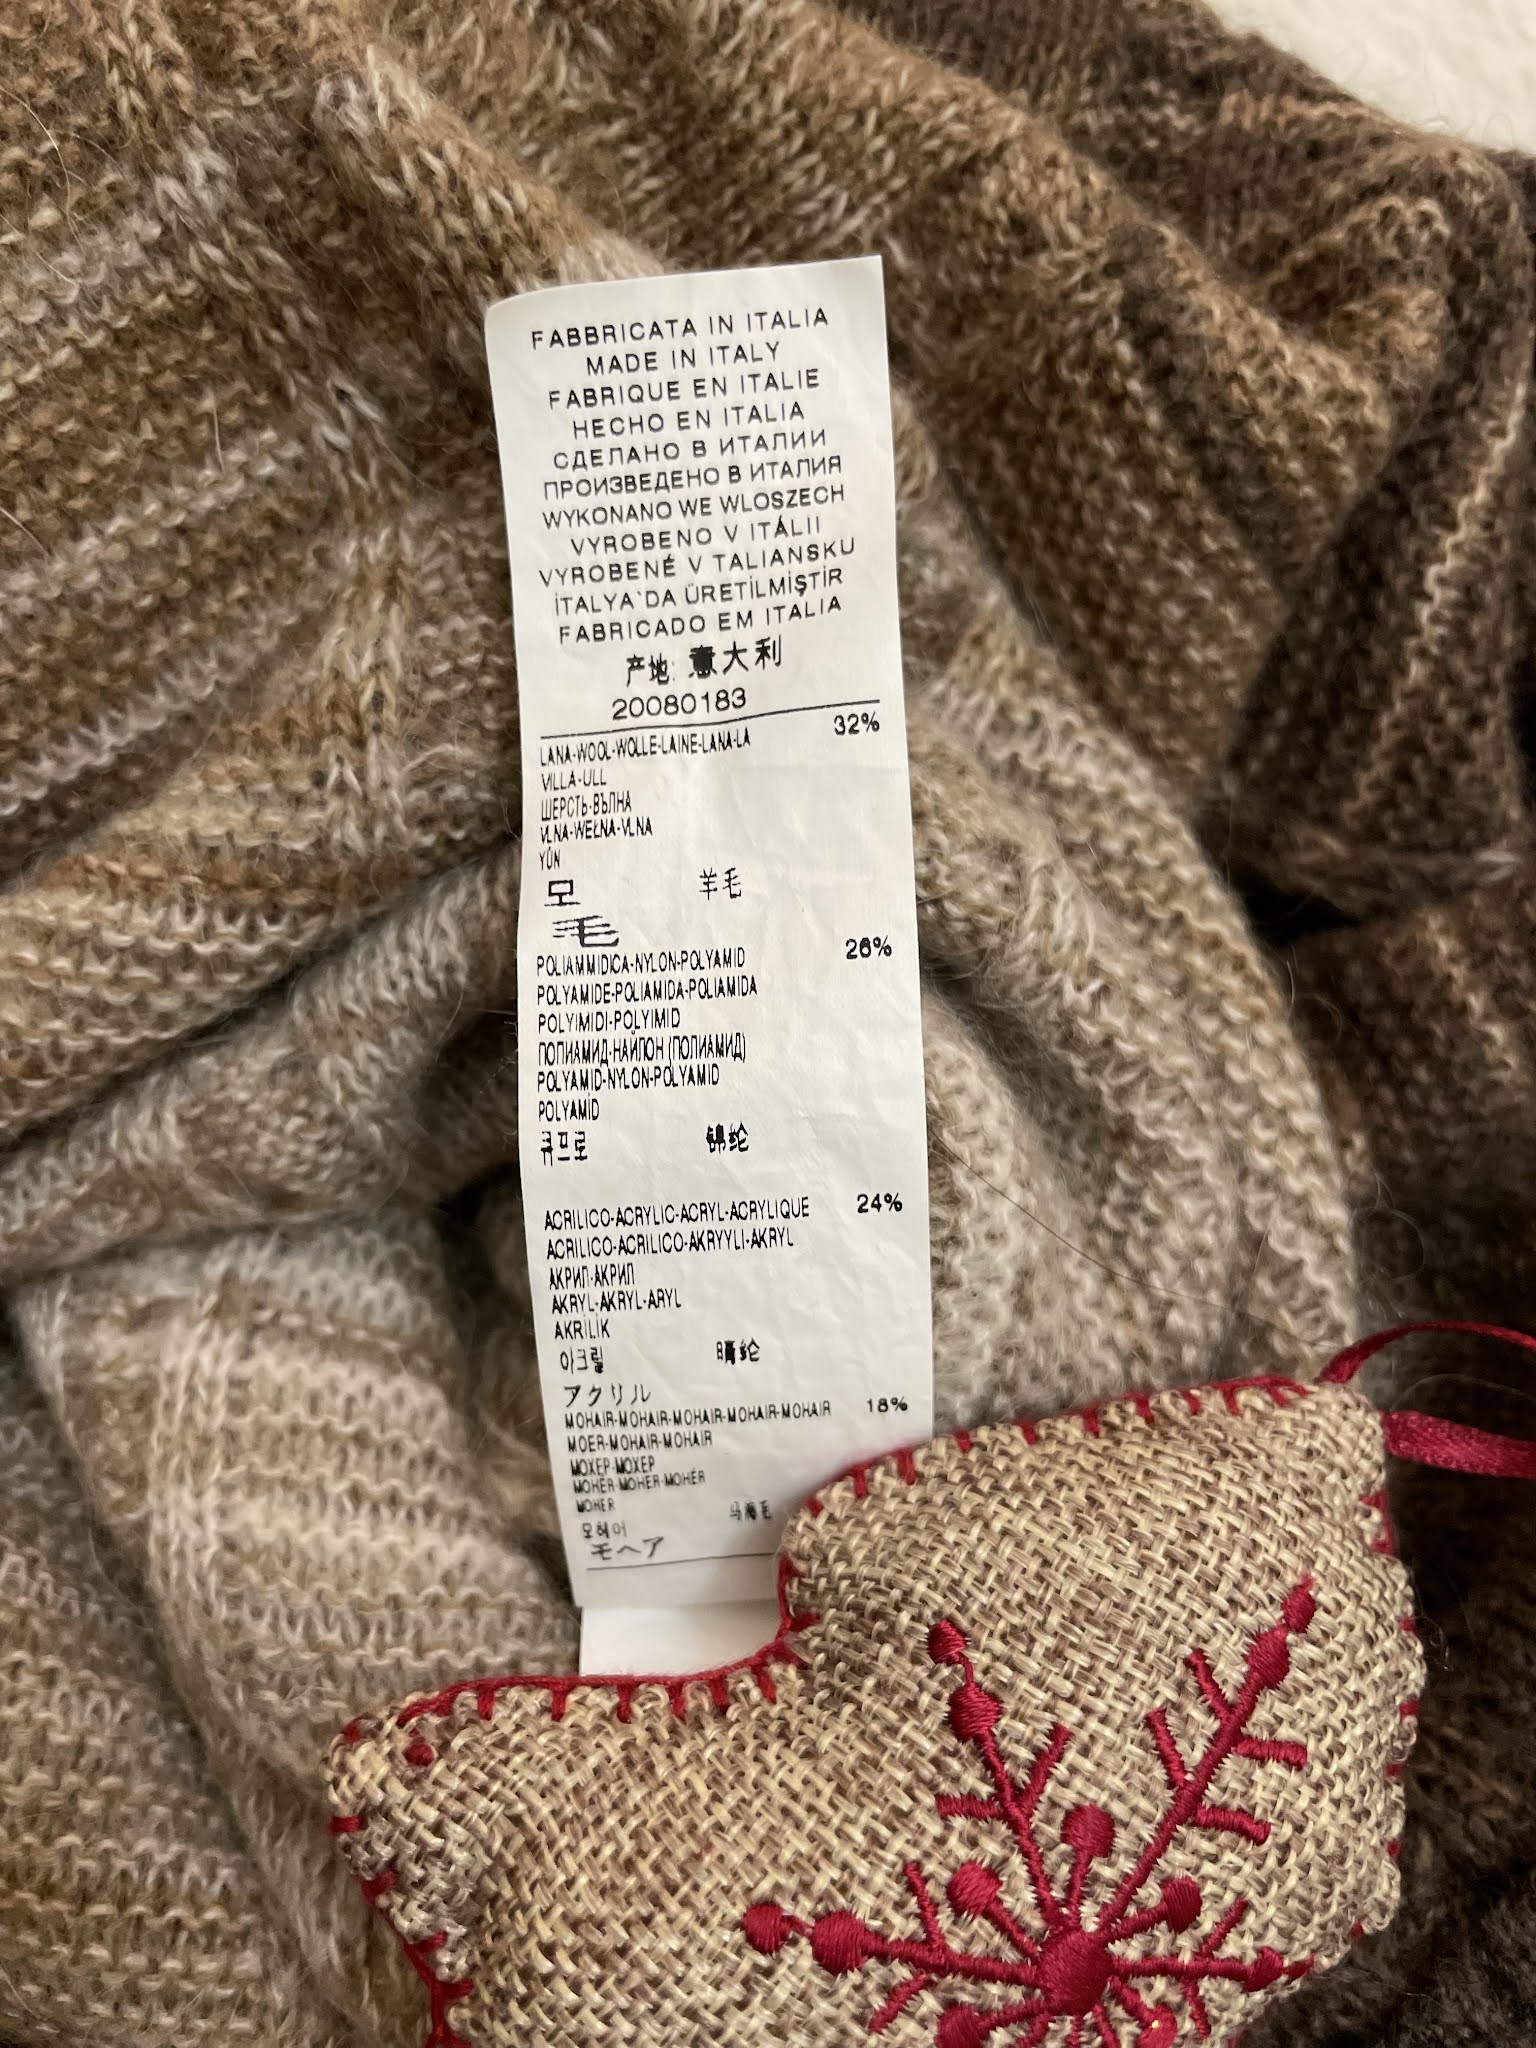 FABBRICATA IN ITALIA
MADE IN ITALY
FABRIQUE EN ITALIE
HECHO EN ITALIA
СДЕЛАНО В ИТАЛИИ
ПРОИЗВЕДЕНО В ИТАЛИЯ
WYKONANO WE WLOSZECH
VYROBENO V ITÁLII
VYROBENÉ V TALIANSKU
İTALYA`DA ÜRETİLMİŞTİR
FABRICADO EM ITALIA
产地: 意大利
20080183
LANA-WOOL-WOLLE-LAINE-LANA-LA 32%
VILLA-ULL
ШЕРСТЬ-ВЪЛНА
VLNA-WEŁNA-VLNA
YÜN
모 羊毛
毛
POLIAMMIDICA-NYLON-POLYAMID 26%
POLYAMIDE-POLIAMIDA-POLIAMIDA
POLYIMIDI-POLYIMID
ПОЛИАМИД-НАЙЛОН (ПОЛИАМИД)
POLYAMID-NYLON-POLYAMID
POLYAMİD
큐프로 锦纶
ACRILICO-ACRYLIC-ACRYL-ACRYLIQUE 24%
ACRILICO-ACRILICO-AKRYYLI-AKRYL
АКРИЛ-АКРИЛ
AKRYL-AKRYL-ARYL
AKRİLİK
아크릴 腈纶
アクリル
MOHAIR-MOHAIR-MOHAIR-MOHAIR-MOHAIR 18%
MOER-MOHAIR-MOHAIR
МОХЕР-МОХЕР
MOHÉR-MOHER-MOHÉR
MOHER
모헤어 马海毛
モヘア